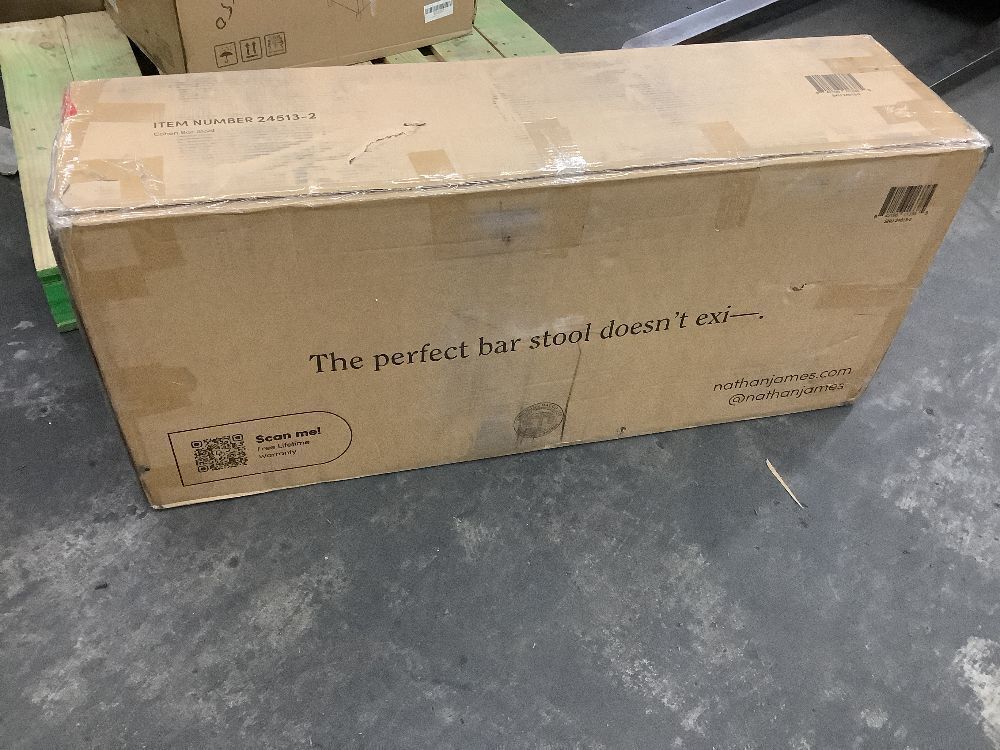 ITEM NUMBER 24513-2
Cohen Bar Stool
The perfect bar stool doesn't exi—.
nathanjames.com
@nathanjames
Scan me!
Free Lifetime
Warranty